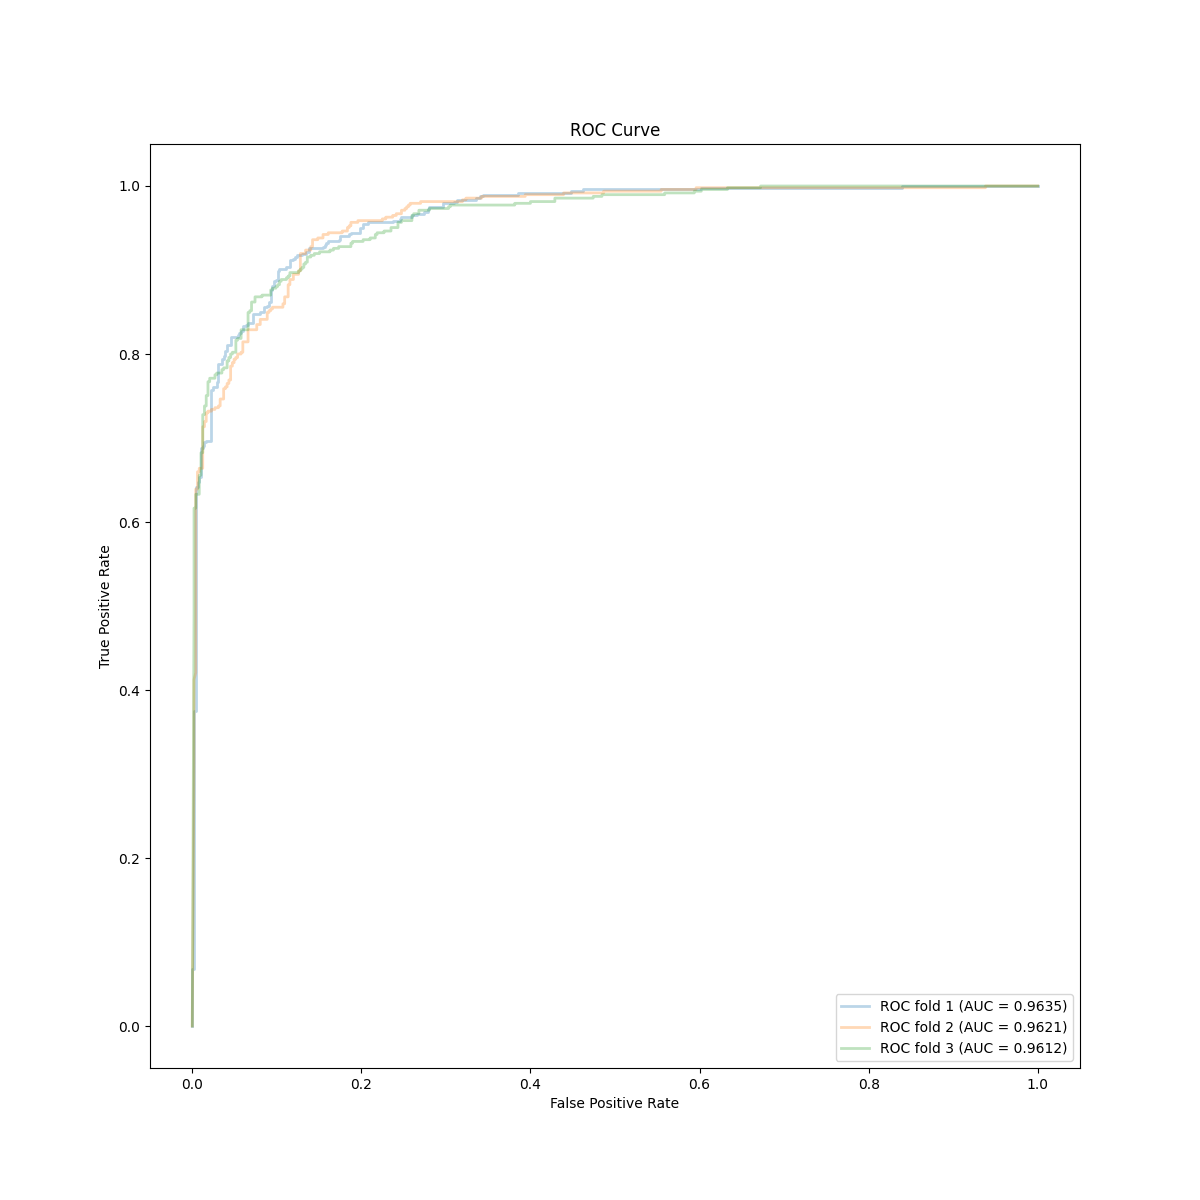 ROC Curve
1.0
0.8
0.6
0.4
0.2
0.0
True Positive Rate
0.0 0.2 0.4 0.6 0.8 1.0
False Positive Rate
ROC fold 1 (AUC = 0.9635)
ROC fold 2 (AUC = 0.9621)
ROC fold 3 (AUC = 0.9612)